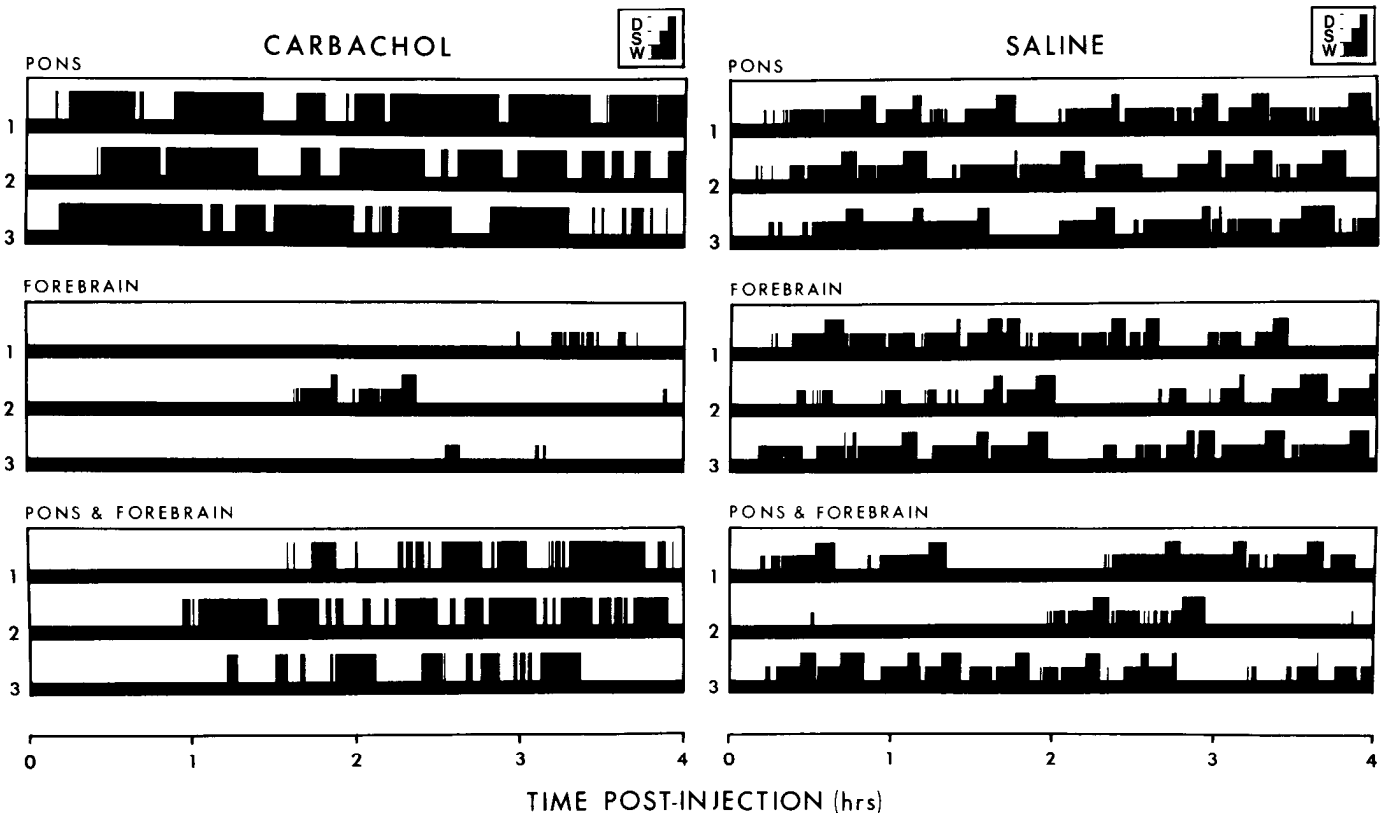 CARBACHOL
D
S
W
SALINE
D
S
W
PONS
1
2
3
PONS
1
2
3
FOREBRAIN
1
2
3
FOREBRAIN
1
2
3
PONS & FOREBRAIN
1
2
3
PONS & FOREBRAIN
1
2
3
0 1 2 3 4
0 1 2 3 4
TIME POST-INJECTION (hrs)